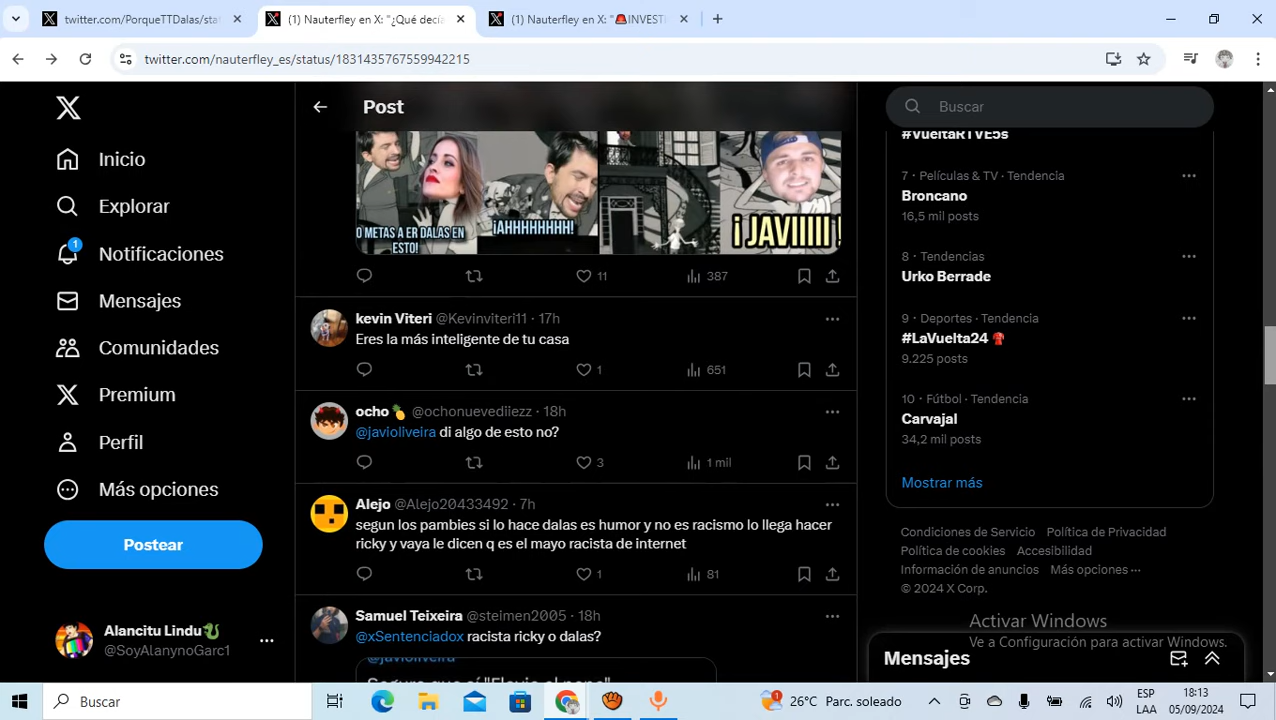 twitter.com/PorqueTTDalas/stat
(1) Nauterfley en X: "¿Qué decía
(1) Nauterfley en X: "🚨INVESTI
twitter.com/nauterfley_es/status/1831435767559942215
Post
Buscar
Inicio
Explorar
1
Notificaciones
Mensajes
Comunidades
Premium
Perfil
Más opciones
Postear
Alancitu Lindu🐉
@SoyAlanynoGarc1
O METAS A ER DALAS EN
ESTO!
¡AHHHHHHH!
¡ JAVIIIII !
11
387
kevin Viteri @Kevinviteri11 · 17h
Eres la más inteligente de tu casa
1
651
ocho🍍 @ochonuevediiezz · 18h
@javioliveira di algo de esto no?
3
1 mil
Alejo @Alejo20433492 · 7h
segun los pambies si lo hace dalas es humor y no es racismo lo llega hacer
ricky y vaya le dicen q es el mayo racista de internet
1
81
Samuel Teixeira @steimen2005 · 18h
@xSentenciadox racista ricky o dalas?
@javioliveira
#VueltaRTVE5s
7 · Películas & TV · Tendencia
Broncano
16,5 mil posts
8 · Tendencias
Urko Berrade
9 · Deportes · Tendencia
#LaVuelta24
9.225 posts
10 · Fútbol · Tendencia
Carvajal
34,2 mil posts
Mostrar más
Condiciones de Servicio Política de Privacidad
Política de cookies Accesibilidad
Información de anuncios Más opciones ···
© 2024 X Corp.
Activar Windows
Ve a Configuración para activar Windows.
Mensajes
Buscar
26°C Parc. soleado
ESP
LAA
18:13
05/09/2024